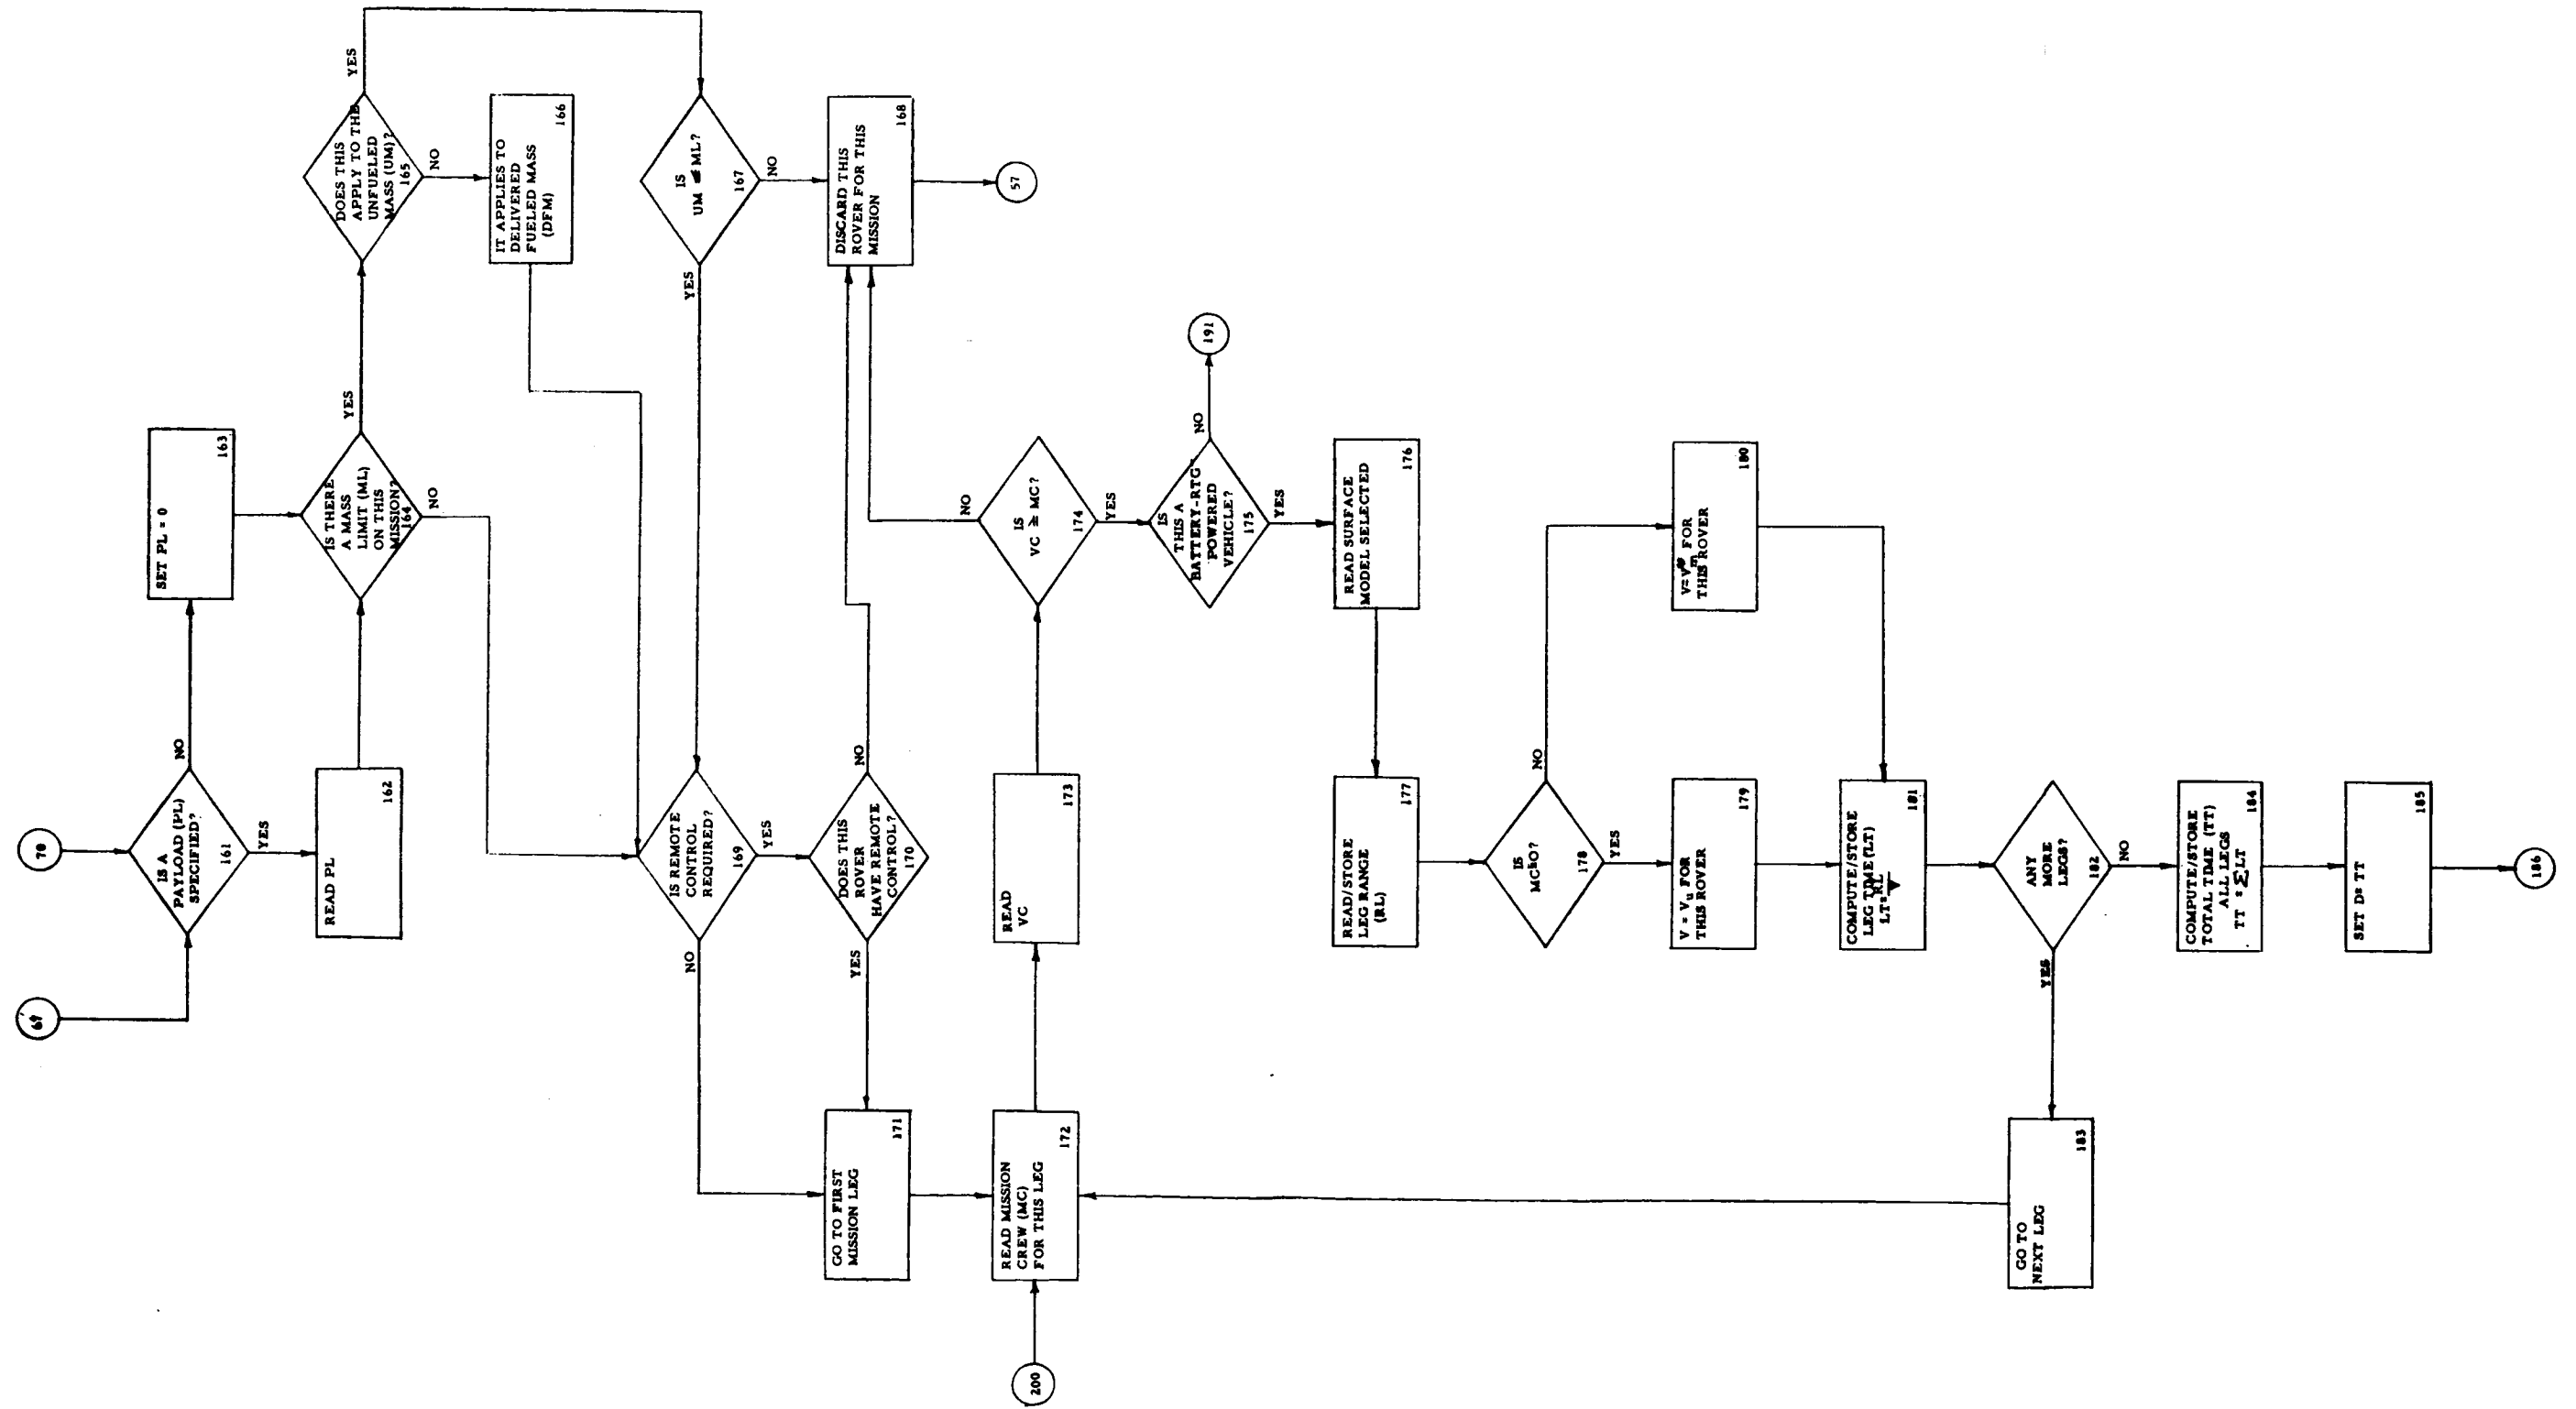 70
69
IS A
PAYLOAD (PL)
SPECIFIED?
161
NO
YES
READ PL
162
SET PL = 0
163
IS THERE
A MASS
LIMIT (ML)
ON THIS
MISSION?
164
YES
NO
DOES THIS
APPLY TO THE
UNFUELED
MASS (UM)?
165
YES
NO
IT APPLIES TO
DELIVERED
FUELED MASS
(DFM)
166
IS
UM ≤ ML?
167
YES
NO
DISCARD THIS
ROVER FOR THIS
MISSION
168
57
IS REMOTE
CONTROL
REQUIRED?
169
NO
YES
DOES THIS
ROVER
HAVE REMOTE
CONTROL?
170
NO
YES
GO TO FIRST
MISSION LEG
171
READ MISSION
CREW (MC)
FOR THIS LEG
172
200
READ
VC
173
IS
VC ≥ MC?
174
NO
YES
IS
THIS A
BATTERY-RTG
POWERED
VEHICLE?
175
NO
YES
191
READ SURFACE
MODEL SELECTED
176
READ/STORE
LEG RANGE
(RL)
177
IS
MC=0?
178
NO
YES
V = Vu FOR
THIS ROVER
179
FOR
THIS ROVER
180
COMPUTE/STORE
LEG TIME (LT)
LT=RL/V
181
ANY
MORE
LEGS?
182
YES
NO
GO TO
NEXT LEG
183
COMPUTE/STORE
TOTAL TIME (TT)
ALL LEGS
TT = ΣLT
184
SET D= TT
185
186